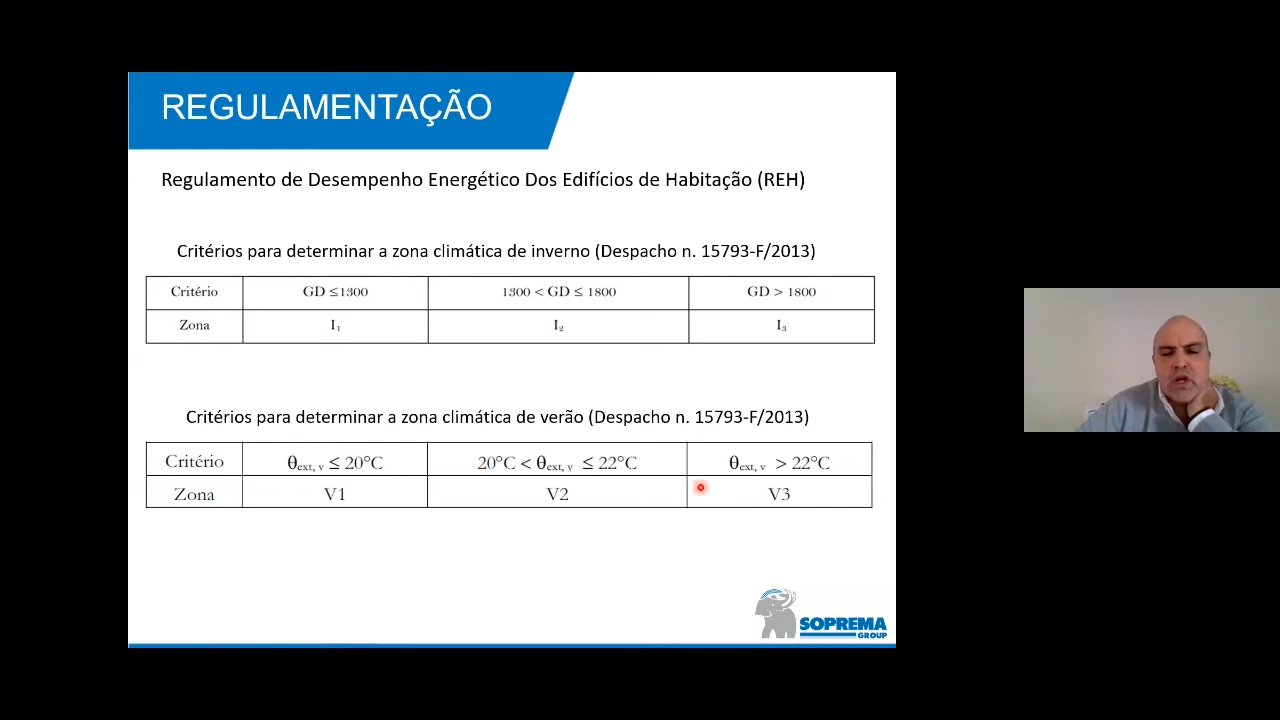 REGULAMENTAÇÃO
Regulamento de Desempenho Energético Dos Edifícios de Habitação (REH)
Critérios para determinar a zona climática de inverno (Despacho n. 15793-F/2013)
Critério GD ≤1300 1300 < GD ≤ 1800 GD > 1800
Zona I₁ I₂ I₃
Critérios para determinar a zona climática de verão (Despacho n. 15793-F/2013)
Critério θext, v ≤ 20°C 20°C < θext, v ≤ 22°C θext, v > 22°C
Zona V1 V2 V3
SOPREMA
GROUP